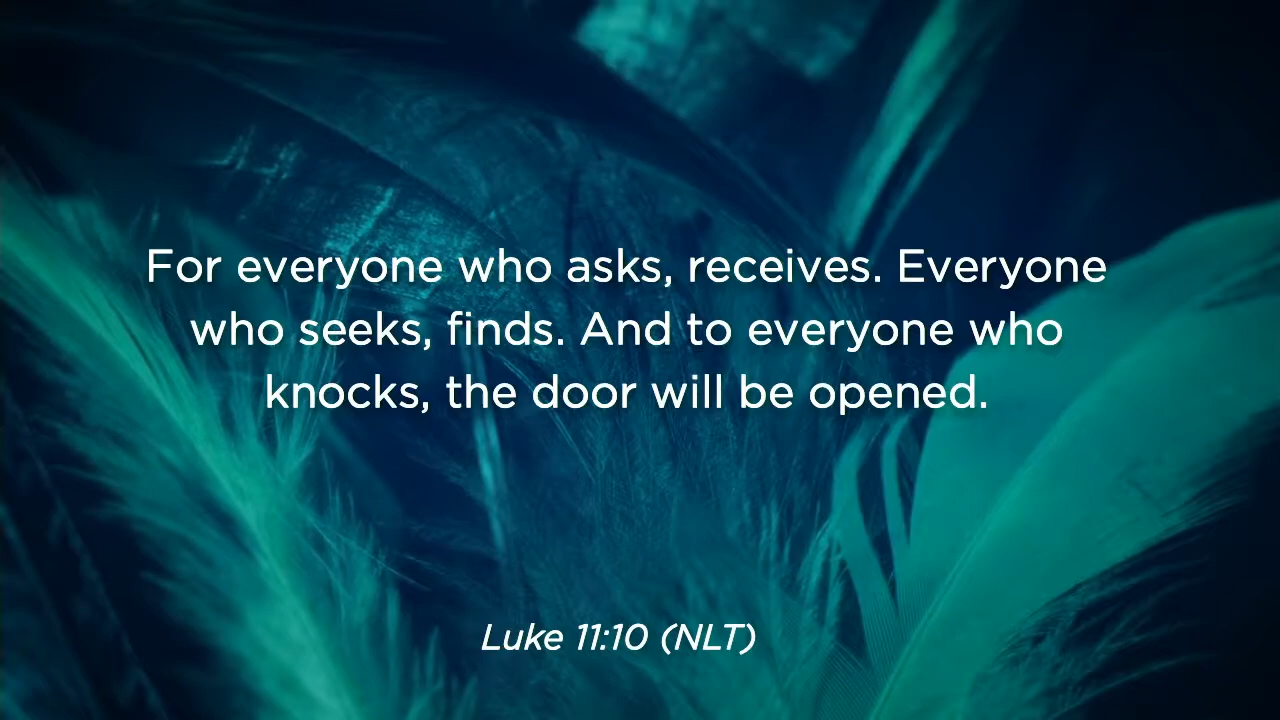 For everyone who asks, receives. Everyone
who seeks, finds. And to everyone who
knocks, the door will be opened.
Luke 11:10 (NLT)